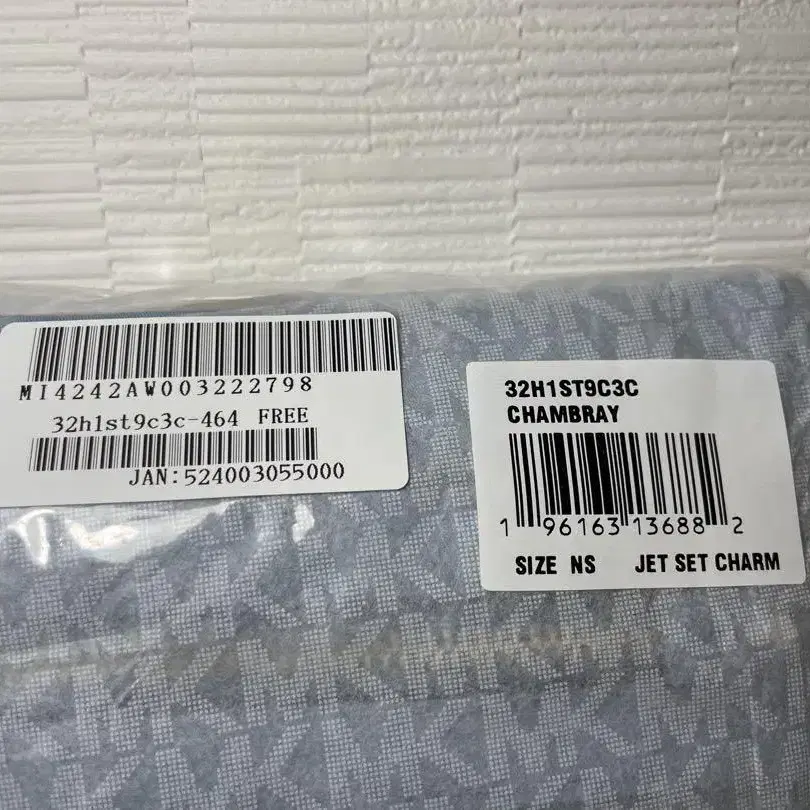 MI4242AW003222798
32h1st9c3c-464 FREE
JAN:524003055000
32H1ST9C3C
CHAMBRAY
1 96163 13688 2
SIZE NS JET SET CHARM